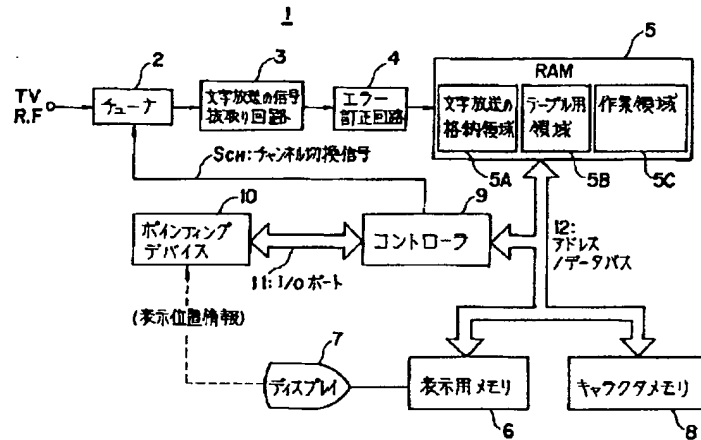 1
2
3
4
5
TV
R.F
チューナ
文字放送の信号
抜取り回路
エラー
訂正回路
RAM
文字放送の
格納領域
テーブル用
領域
作業領域
5A
5B
5C
SCH:チャンネル切換信号
10
9
ポインティング
デバイス
コントローラ
11:I/Oポート
12:
アドレス
/データバス
(表示位置情報)
7
ディスプレイ
表示用メモリ
キャラクタメモリ
6
8